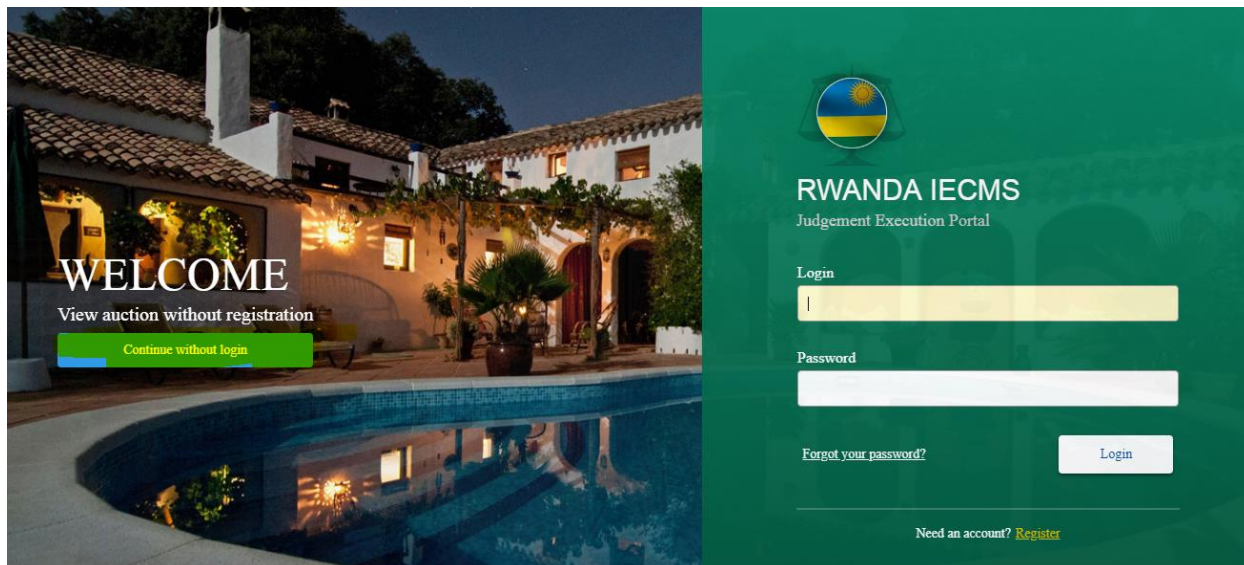 WELCOME
View auction without registration
Continue without login
RWANDA IECMS
Judgement Execution Portal
Login
Password
Forgot your password?
Login
Need an account? Register